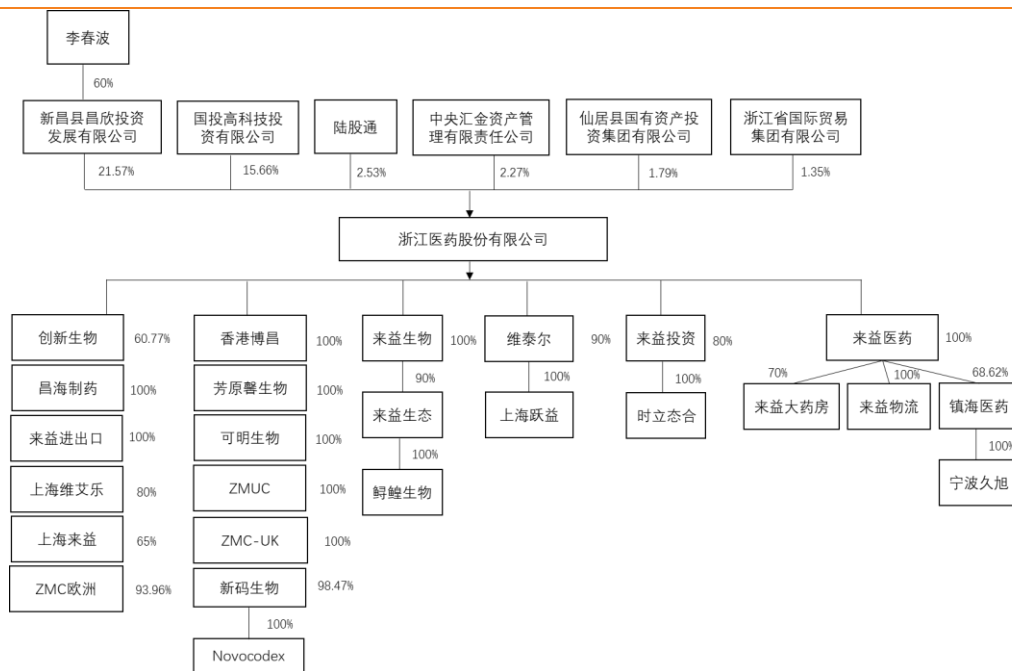 李春波
60%
新昌县昌欣投资
发展有限公司
国投高科技投
资有限公司
陆股通
中央汇金资产管
理有限责任公司
仙居县国有资产投
资集团有限公司
浙江省国际贸易
集团有限公司
21.57%
15.66%
2.53%
2.27%
1.79%
1.35%
浙江医药股份有限公司
创新生物
60.77%
香港博昌
100%
来益生物
100%
维泰尔
90%
来益投资
80%
来益医药
100%
90%
100%
100%
70%
100%
68.62%
昌海制药
100%
芳原馨生物
100%
来益生态
上海跃益
时立态合
来益大药房
来益物流
镇海医药
来益进出口
100%
可明生物
100%
100%
100%
上海维艾乐
80%
ZMUC
100%
鲟鳇生物
宁波久旭
上海来益
65%
ZMC-UK
100%
ZMC欧洲
93.96%
新码生物
98.47%
100%
Novocodex